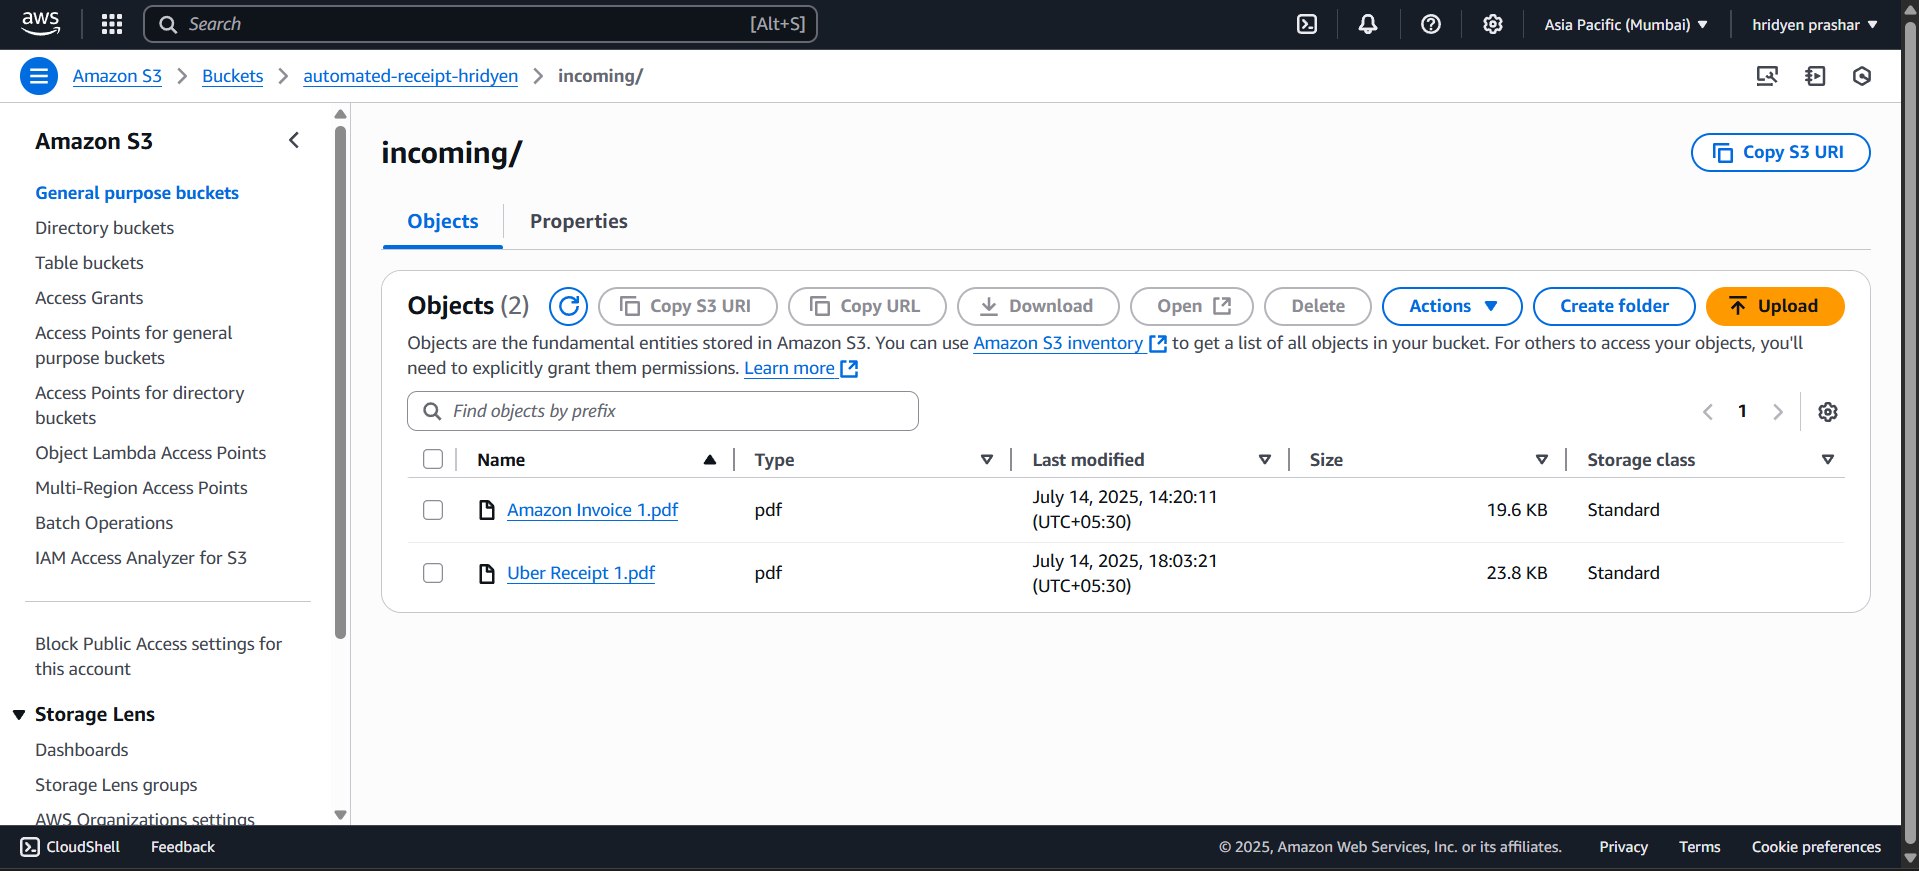 aws
Search [Alt+S]
Asia Pacific (Mumbai)
hridyen prashar
Amazon S3
Buckets
automated-receipt-hridyen
incoming/
Amazon S3
General purpose buckets
Directory buckets
Table buckets
Access Grants
Access Points for general
purpose buckets
Access Points for directory
buckets
Object Lambda Access Points
Multi-Region Access Points
Batch Operations
IAM Access Analyzer for S3
Block Public Access settings for
this account
Storage Lens
Dashboards
Storage Lens groups
AWS Organizations settings
incoming/
Copy S3 URI
Objects
Properties
Objects (2)
Copy S3 URI
Copy URL
Download
Open
Delete
Actions
Create folder
Upload
Objects are the fundamental entities stored in Amazon S3. You can use Amazon S3 inventory to get a list of all objects in your bucket. For others to access your objects, you'll
need to explicitly grant them permissions. Learn more
Find objects by prefix
1
Name Type Last modified Size Storage class
Amazon Invoice 1.pdf pdf July 14, 2025, 14:20:11 19.6 KB Standard
(UTC+05:30)
Uber Receipt 1.pdf pdf July 14, 2025, 18:03:21 23.8 KB Standard
(UTC+05:30)
CloudShell
Feedback
© 2025, Amazon Web Services, Inc. or its affiliates.
Privacy
Terms
Cookie preferences